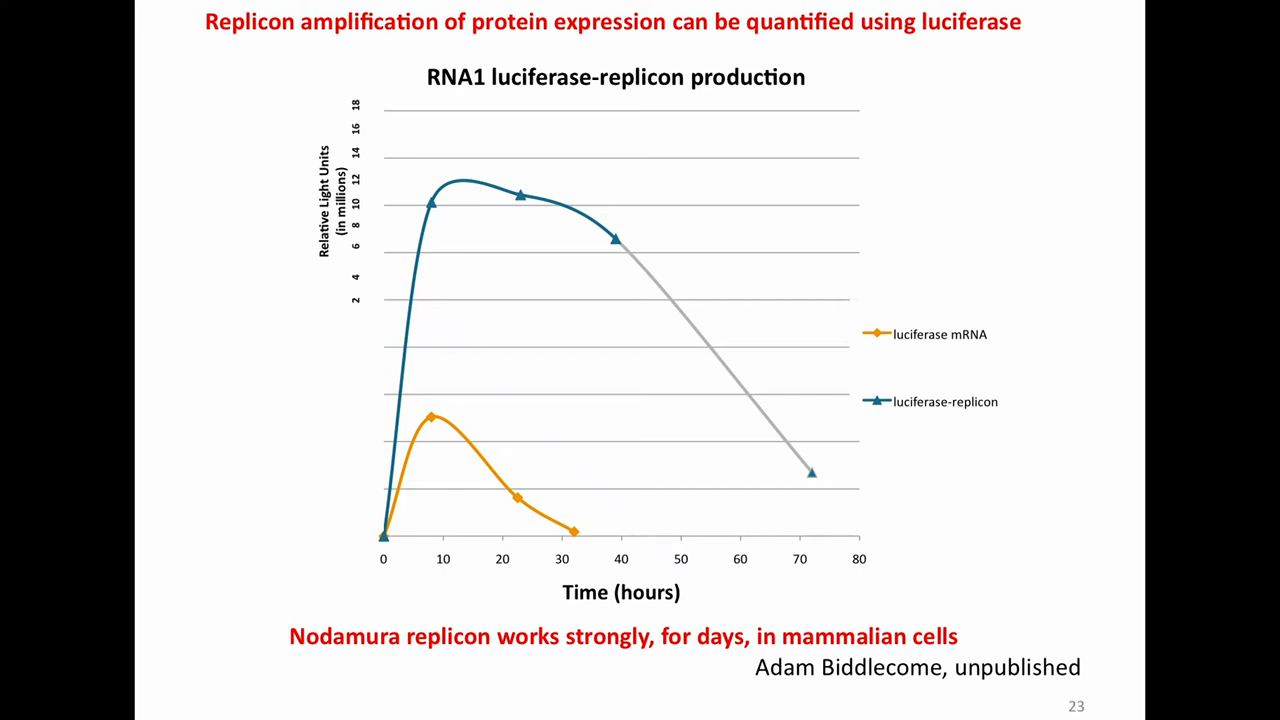 Replicon amplification of protein expression can be quantified using luciferase
RNA1 luciferase-replicon production
Relative Light Units
(in millions)
18
16
14
12
10
8
6
4
2
luciferase mRNA
luciferase-replicon
0 10 20 30 40 50 60 70 80
Time (hours)
Nodamura replicon works strongly, for days, in mammalian cells
Adam Biddlecome, unpublished
23